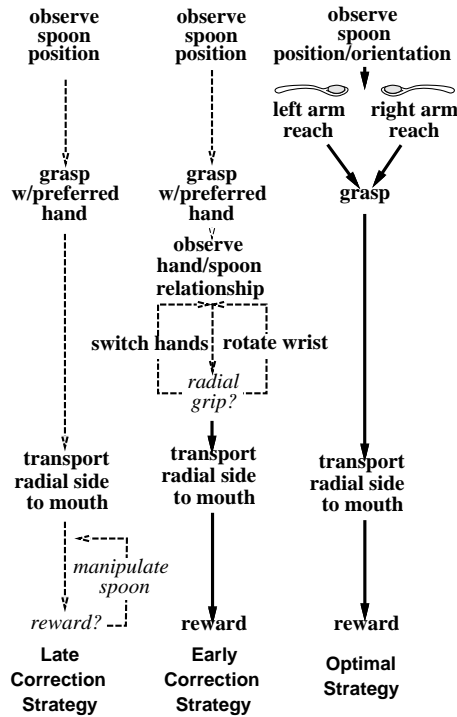 observe
spoon
position
grasp
w/preferred
hand
transport
radial side
to mouth
manipulate
spoon
reward?
Late
Correction
Strategy
observe
spoon
position
grasp
w/preferred
hand
observe
hand/spoon
relationship
switch hands
rotate wrist
radial
grip?
transport
radial side
to mouth
reward
Early
Correction
Strategy
observe
spoon
position/orientation
left arm
reach
right arm
reach
grasp
transport
radial side
to mouth
reward
Optimal
Strategy